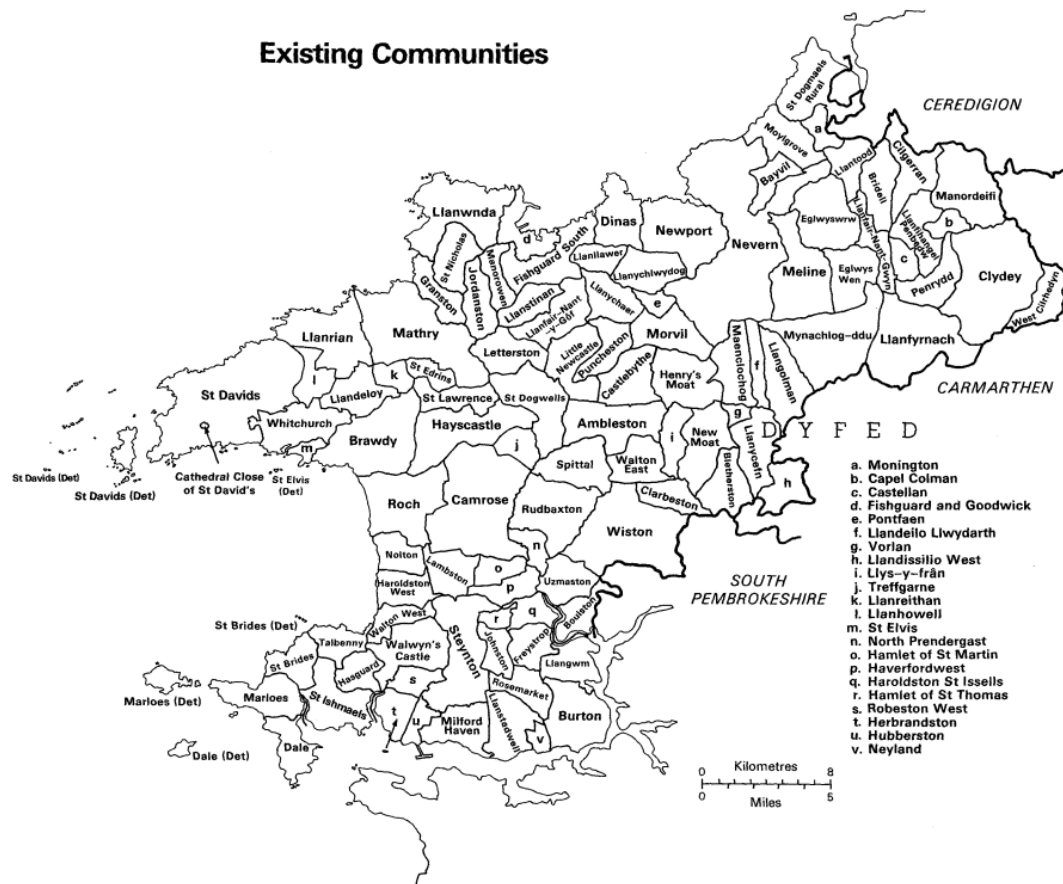 Existing Communities
CEREDIGION
St Dogmaels
Rural
a
Moylgrove
Bayvil
Llantood
Cilgerran
Bridell
Manordeifi
Eglwyswrw
Llanfair-Nant-Gwyn
Llanfihangel
Penbedw
b
c
Penrydd
Clydey
West Cilrhedyn
Llanwnda
d
Dinas
Newport
Nevern
Meline
Eglwys
Wen
St Nicholas
Manorowen
Fishguard South
Llanllawer
Llanychlwydog
Granston
Jordanston
Llanstinan
Llanychaer
e
Llanfair-Nant
-y-Gôf
Mathry
Llanrian
Letterston
Little
Newcastle
Puncheston
Morvil
Castlebythe
Henry's
Moat
Maenclochog
f
Llangolman
Mynachlog-ddu
Llanfyrnach
CARMARTHEN
St Davids
l
k
St Edrins
Llandeloy
St Lawrence
St Dogwells
Whitchurch
Brawdy
Hayscastle
j
Ambleston
i
New
Moat
g
Llanycefn
D Y F E D
m
St Davids (Det)
St Davids (Det)
Cathedral Close
of St David's
St Elvis
(Det)
Spittal
Walton
East
Bletherston
h
Clarbeston
Roch
Camrose
Rudbaxton
Wiston
n
Nolton
Lambston
o
p
Haroldston
West
Uzmaston
SOUTH
PEMBROKESHIRE
q
r
Boulston
St Brides (Det)
Walton West
Talbenny
Walwyn's
Castle
Steynton
Johnston
Freystrop
St Brides
Hasguard
Llangwm
s
Rosemarket
Marloes (Det)
Marloes
St Ishmaels
t
u
Milford
Haven
Llanstadwell
v
Burton
Dale
Dale (Det)
a. Monington
b. Capel Colman
c. Castellan
d. Fishguard and Goodwick
e. Pontfaen
f. Llandeilo Llwydarth
g. Vorlan
h. Llandissilio West
i. Llys-y-frân
j. Treffgarne
k. Llanreithan
l. Llanhowell
m. St Elvis
n. North Prendergast
o. Hamlet of St Martin
p. Haverfordwest
q. Haroldston St Issells
r. Hamlet of St Thomas
s. Robeston West
t. Herbrandston
u. Hubberston
v. Neyland
0 Kilometres 8
0 Miles 5